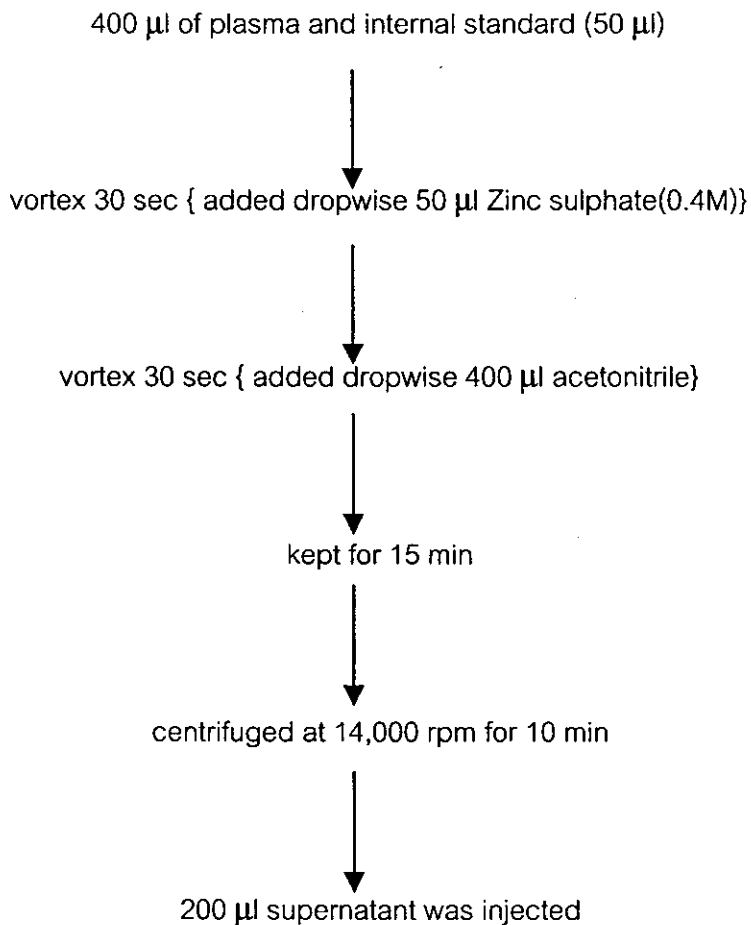 400 µl of plasma and internal standard (50 µl)
vortex 30 sec { added dropwise 50 µl Zinc sulphate(0.4M)}
vortex 30 sec { added dropwise 400 µl acetonitrile}
kept for 15 min
centrifuged at 14,000 rpm for 10 min
200 µl supernatant was injected